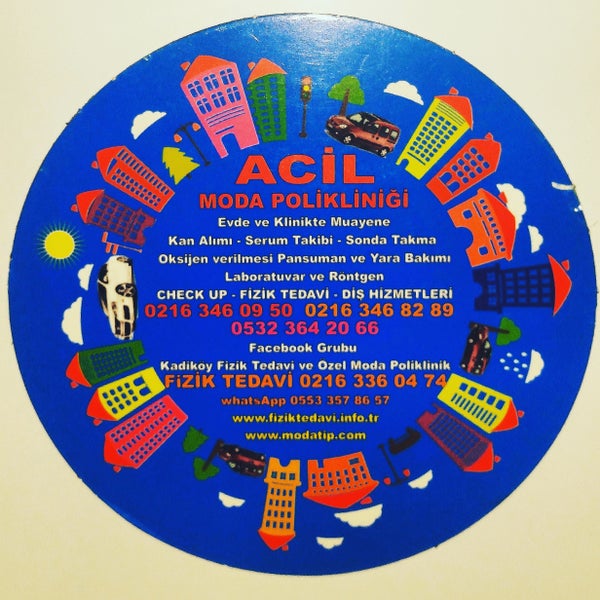 ACİL
MODA POLİKLİNİĞİ
Evde ve Klinikte Muayene
Kan Alımı - Serum Takibi - Sonda Takma
Oksijen verilmesi Pansuman ve Yara Bakımı
Laboratuvar ve Röntgen
CHECK UP - FİZİK TEDAVİ - DİŞ HİZMETLERİ
0216 346 09 50 0216 346 82 89
0532 364 20 66
Facebook Grubu
Kadikoy Fizik Tedavi ve Ozel Moda Poliklinik
FİZİK TEDAVİ 0216 336 04 74
whatsApp 0553 357 86 57
www.fiziktedavi.info.tr
www.modatip.com